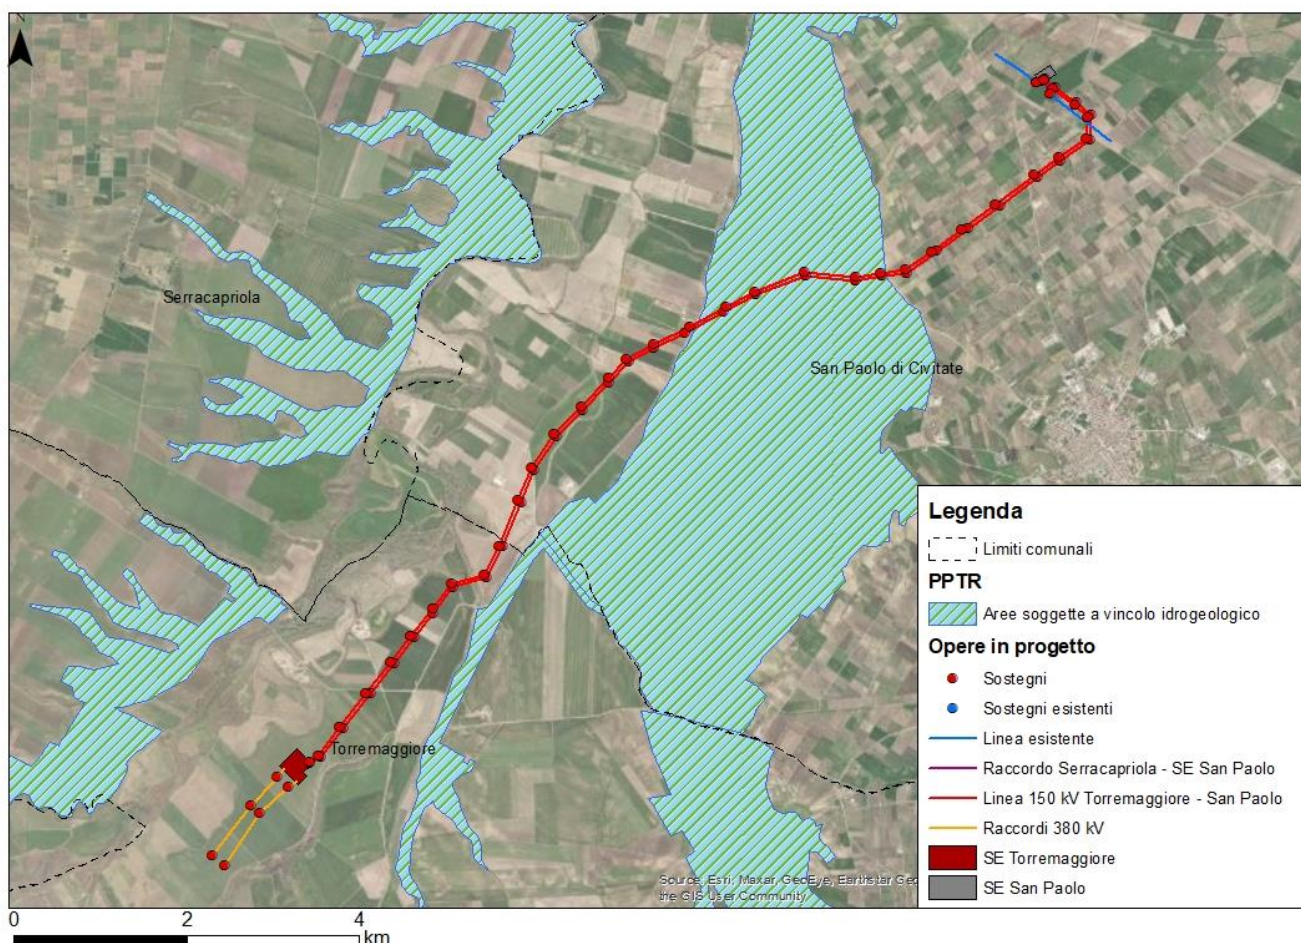 N
Serracapriola
San Paolo di Civitate
Torremaggiore
Legenda
Limiti comunali
PPTR
Aree soggette a vincolo idrogeologico
Opere in progetto
Sostegni
Sostegni esistenti
Linea esistente
Raccordo Serracapriola - SE San Paolo
Linea 150 kV Torremaggiore - San Paolo
Raccordi 380 kV
SE Torremaggiore
SE San Paolo
Source: Esri, Maxar, GeoEye, Earthstar Geo
the GIS User Community
0 2 4
km